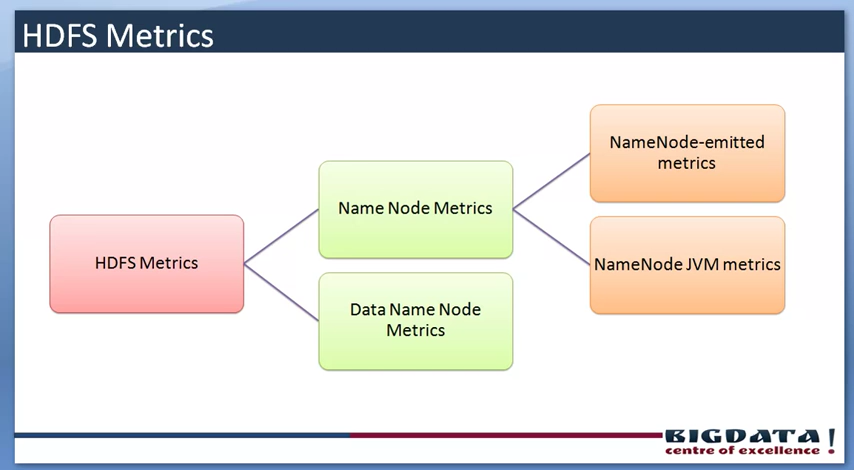 HDFS Metrics
NameNode-emitted
metrics
Name Node Metrics
HDFS Metrics
NameNode JVM metrics
Data Name Node
Metrics
BIGDATA!
centre of excellence